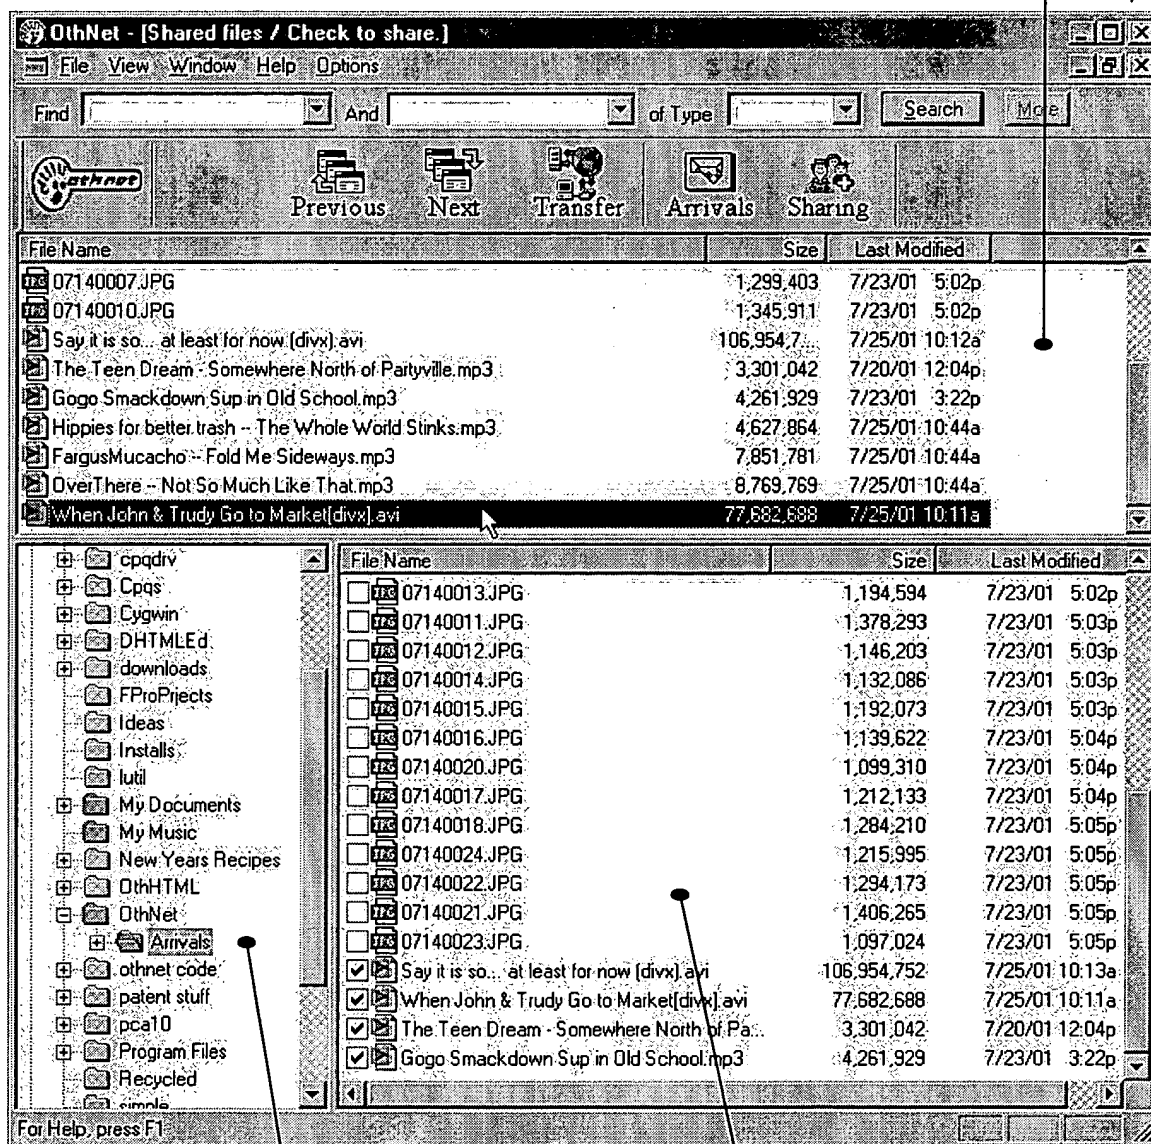 OthNet - [Shared files / Check to share.]
File View Window Help Options
Find And of Type Search More
othnet Previous Next Transfer Arrivals Sharing
File Name Size Last Modified
07140007.JPG 1,299,403 7/23/01 5:02p
07140010.JPG 1,345,911 7/23/01 5:02p
Say it is so... at least for now (divx).avi 106,954,7... 7/25/01 10:12a
The Teen Dream - Somewhere North of Partyville.mp3 3,301,042 7/20/01 12:04p
Gogo Smackdown Sup in Old School.mp3 4,261,929 7/23/01 3:22p
Hippies for better trash -- The Whole World Stinks.mp3 4,627,864 7/25/01 10:44a
FargusMucacho -- Fold Me Sideways.mp3 7,851,781 7/25/01 10:44a
OverThere -- Not So Much Like That.mp3 8,769,769 7/25/01 10:44a
When John & Trudy Go to Market[divx].avi 77,682,688 7/25/01 10:11a
cpqdrv
Cpqs
Cygwin
DHTMLEd
downloads
FProPrjects
Ideas
Installs
lutil
My Documents
My Music
New Years Recipes
OthHTML
OthNet
Arrivals
othnet code
patent stuff
pca10
Program Files
Recycled
simple
File Name Size Last Modified
07140013.JPG 1,194,594 7/23/01 5:02p
07140011.JPG 1,378,293 7/23/01 5:03p
07140012.JPG 1,146,203 7/23/01 5:03p
07140014.JPG 1,132,086 7/23/01 5:03p
07140015.JPG 1,192,073 7/23/01 5:03p
07140016.JPG 1,139,622 7/23/01 5:04p
07140020.JPG 1,099,310 7/23/01 5:04p
07140017.JPG 1,212,133 7/23/01 5:04p
07140018.JPG 1,284,210 7/23/01 5:05p
07140024.JPG 1,215,995 7/23/01 5:05p
07140022.JPG 1,294,173 7/23/01 5:05p
07140021.JPG 1,406,265 7/23/01 5:05p
07140023.JPG 1,097,024 7/23/01 5:05p
Say it is so... at least for now (divx).avi 106,954,752 7/25/01 10:13a
When John & Trudy Go to Market[divx].avi 77,682,688 7/25/01 10:11a
The Teen Dream - Somewhere North of Pa... 3,301,042 7/20/01 12:04p
Gogo Smackdown Sup in Old School.mp3 4,261,929 7/23/01 3:22p
For Help, press F1